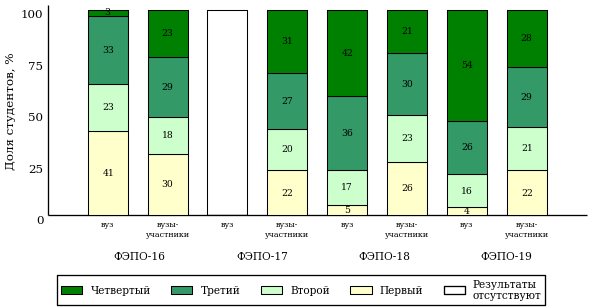 Доля студентов, %
100
75
50
25
0
3
33
23
41
23
29
18
30
31
27
20
22
42
36
17
5
21
30
23
26
54
26
16
4
28
29
21
22
вуз
вузы-
участники
вуз
вузы-
участники
вуз
вузы-
участники
вуз
вузы-
участники
ФЭПО-16 ФЭПО-17 ФЭПО-18 ФЭПО-19
Четвертый Третий Второй Первый Результаты
отсутствуют